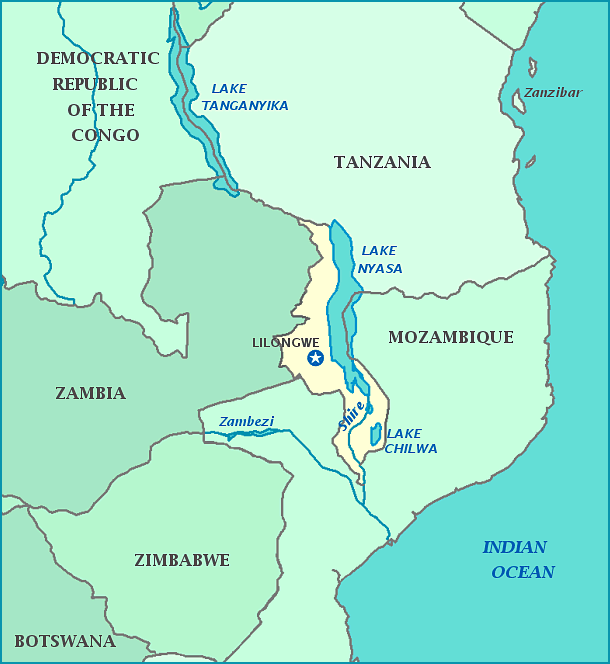 DEMOCRATIC
REPUBLIC
OF THE
CONGO
LAKE
TANGANYIKA
Zanzibar
TANZANIA
LAKE
NYASA
LILONGWE
MOZAMBIQUE
ZAMBIA
Zambezi
Shire
LAKE
CHILWA
INDIAN
OCEAN
ZIMBABWE
BOTSWANA